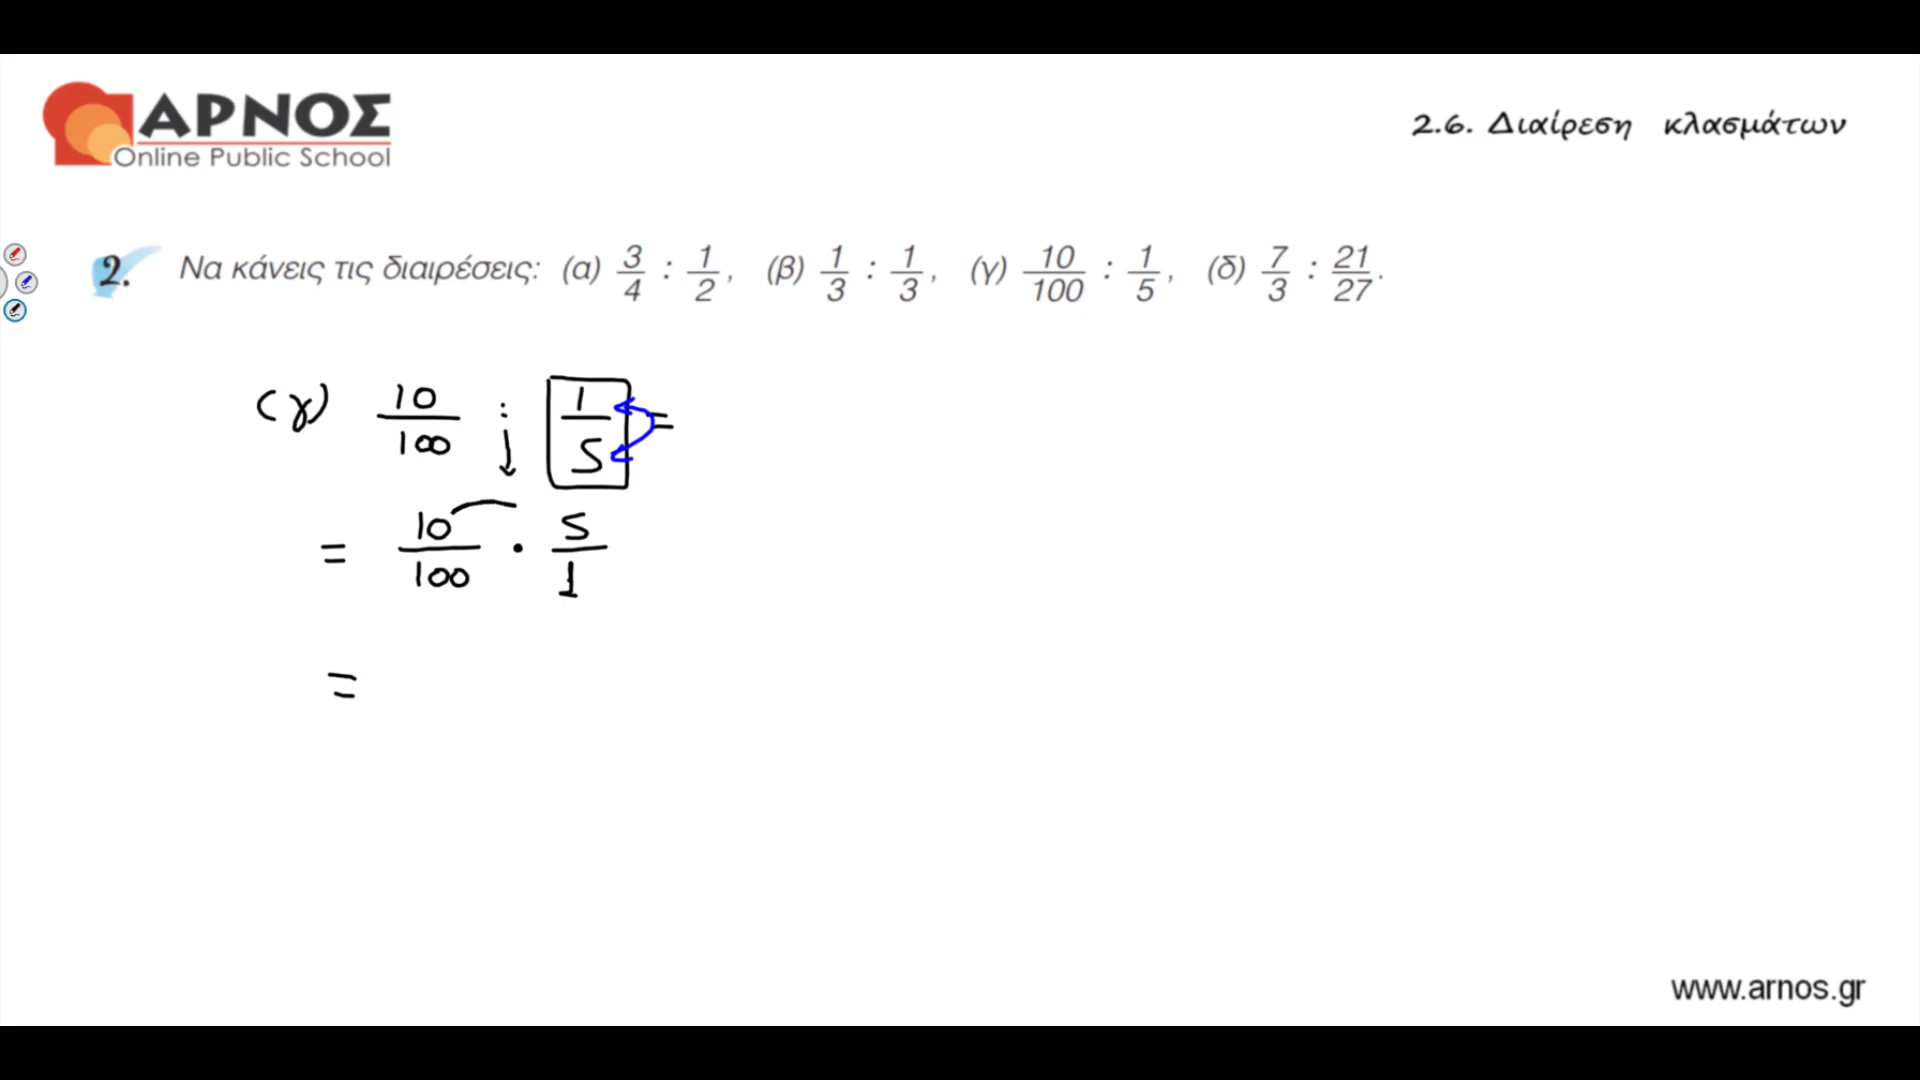 ΑΡΝΟΣ
Online Public School
2.6. Διαίρεση κλασμάτων
2. Να κάνεις τις διαιρέσεις: (α) 3/4 : 1/2, (β) 1/3 : 1/3, (γ) 10/100 : 1/5, (δ) 7/3 : 21/27.
(γ) 10/100 : 1/5 =
= 10/100 · 5/1
=
www.arnos.gr